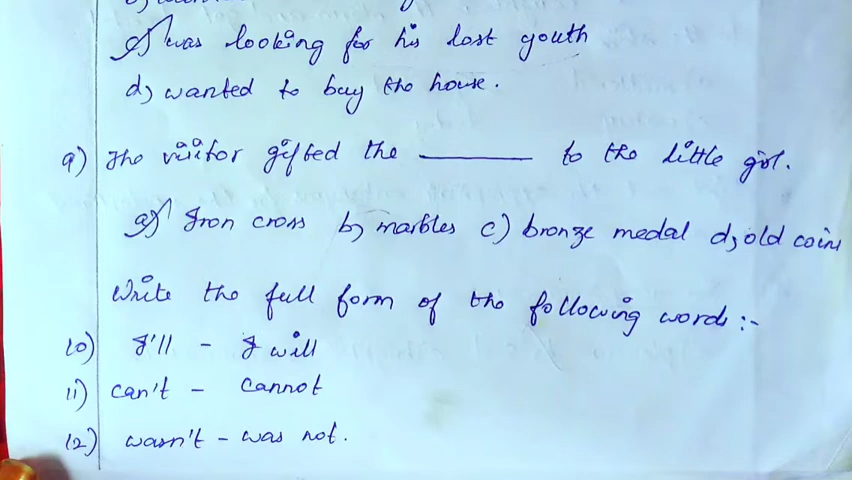 c) was looking for his lost youth
d) wanted to buy the house.
9) The visitor gifted the ______ to the little girl.
a) Iron cross b) marbles c) bronze medal d) old coins
Write the full form of the following words :-
10) I'll - I will
11) can't - cannot
12) wasn't - was not.